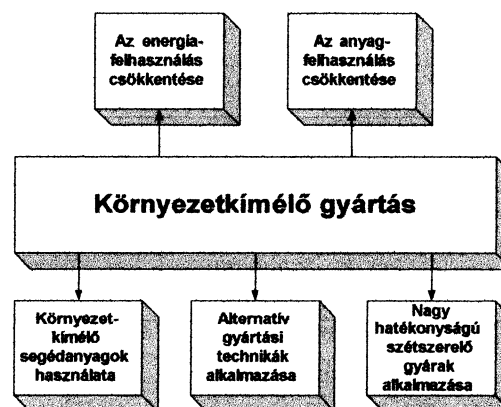 Az energia-
felhasználás
csökkentése
Az anyag-
felhasználás
csökkentése
Környezetkímélő gyártás
Környezet-
kímélő
segédanyagok
használata
Alternatív
gyártási
technikák
alkalmazása
Nagy
hatékonyságú
szétszerelő
gyárak
alkalmazása